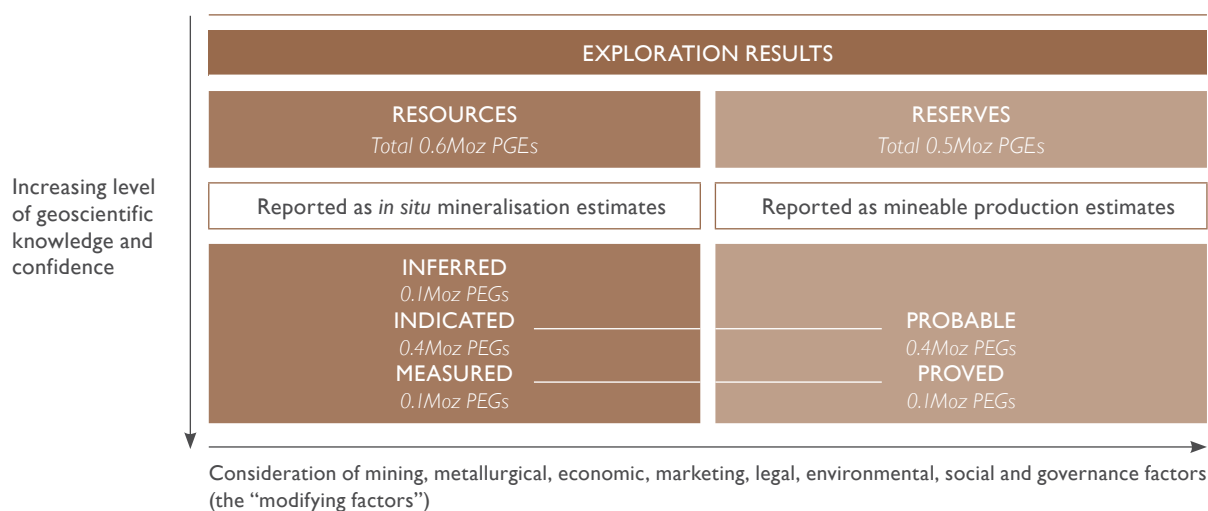 EXPLORATION RESULTS
RESOURCES
Total 0.6Moz PGEs
RESERVES
Total 0.5Moz PGEs
Increasing level
of geoscientific
knowledge and
confidence
Reported as in situ mineralisation estimates
Reported as mineable production estimates
INFERRED
0.1Moz PEGs
INDICATED
0.4Moz PEGs
MEASURED
0.1Moz PEGs
PROBABLE
0.4Moz PEGs
PROVED
0.1Moz PEGs
Consideration of mining, metallurgical, economic, marketing, legal, environmental, social and governance factors
(the “modifying factors”)